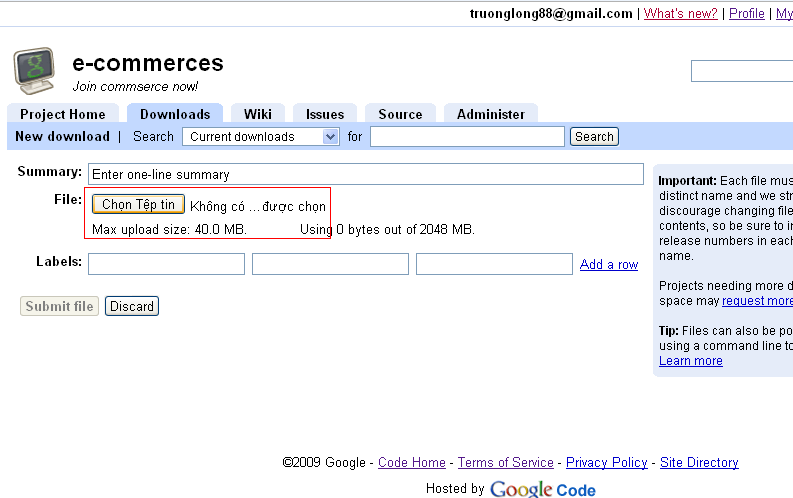 truonglong88@gmail.com | What's new? | Profile | My
e-commerces
Join commserce now!
Project Home Downloads Wiki Issues Source Administer
New download | Search Current downloads for Search
Summary: Enter one-line summary
File: Chọn Tệp tin Không có ...được chọn
Max upload size: 40.0 MB. Using 0 bytes out of 2048 MB.
Labels: Add a row
Submit file Discard
Important: Each file mus
distinct name and we str
discourage changing file
contents, so be sure to in
release numbers in each
name.
Projects needing more d
space may request more
Tip: Files can also be po
using a command line to
Learn more
©2009 Google - Code Home - Terms of Service - Privacy Policy - Site Directory
Hosted by Google Code